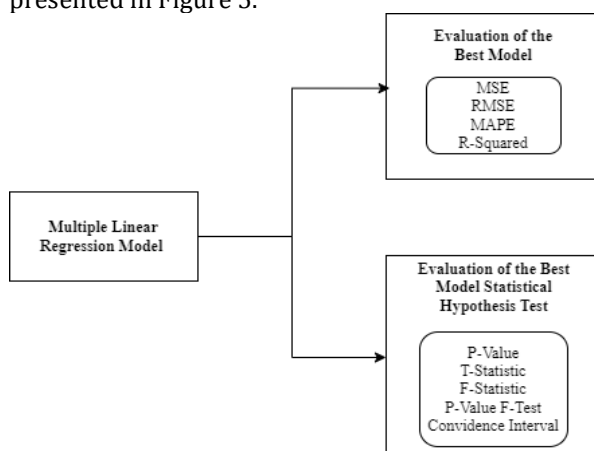 presented in Figure 3.
Evaluation of the
Best Model
MSE
RMSE
MAPE
R-Squared
Multiple Linear
Regression Model
Evaluation of the Best
Model Statistical
Hypothesis Test
P-Value
T-Statistic
F-Statistic
P-Value F-Test
Convidence Interval